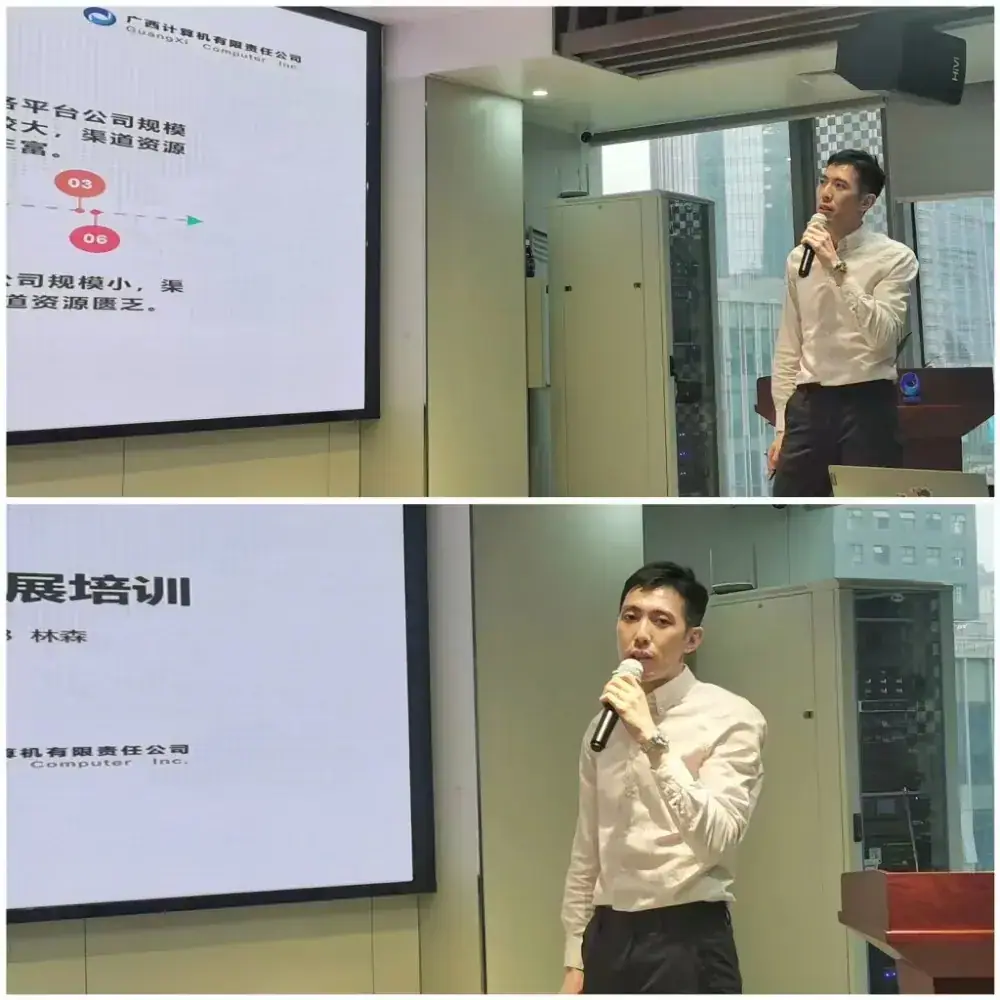 广西计算机有限责任公司
GuangXi Computer Inc.
平台公司规模
较大，渠道资源
丰富。
03
06
公司规模小，渠
道资源匮乏。
HiVi
展培训
林森
算机有限责任公司
Computer Inc.